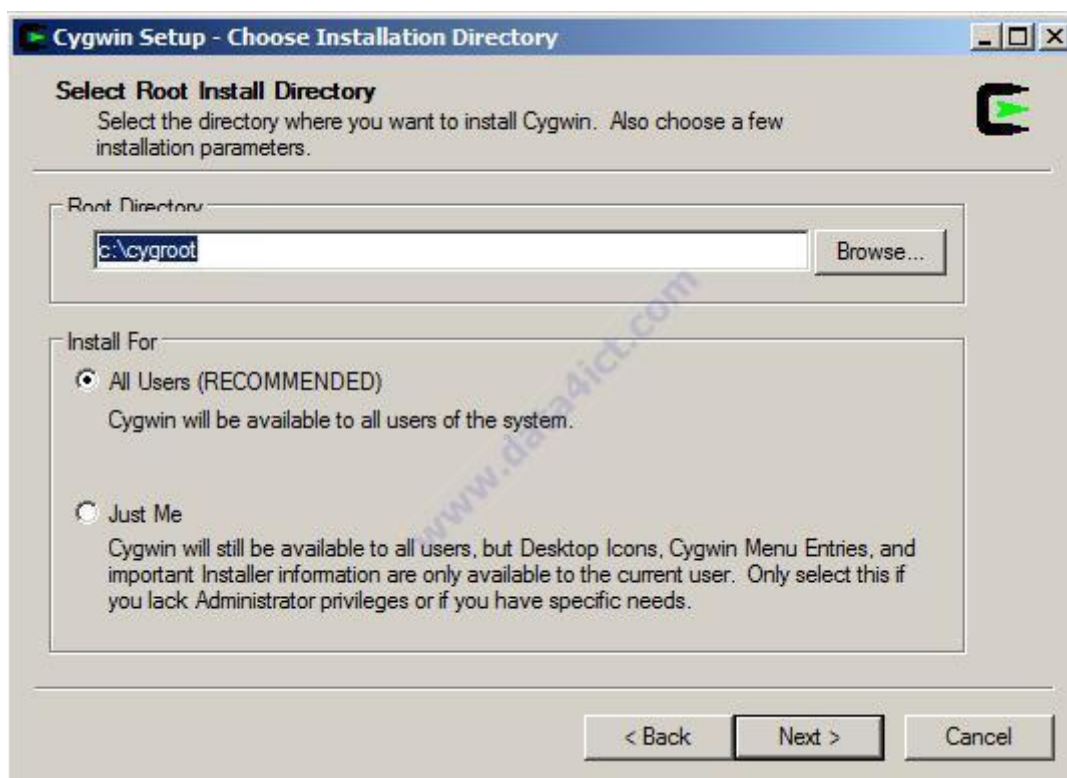 Cygwin Setup - Choose Installation Directory
Select Root Install Directory
Select the directory where you want to install Cygwin. Also choose a few
installation parameters.
Root Directory
c:\cygroot
Browse...
Install For
All Users (RECOMMENDED)
Cygwin will be available to all users of the system.
www.data4ict.com
Just Me
Cygwin will still be available to all users, but Desktop Icons, Cygwin Menu Entries, and
important Installer information are only available to the current user. Only select this if
you lack Administrator privileges or if you have specific needs.
< Back
Next >
Cancel